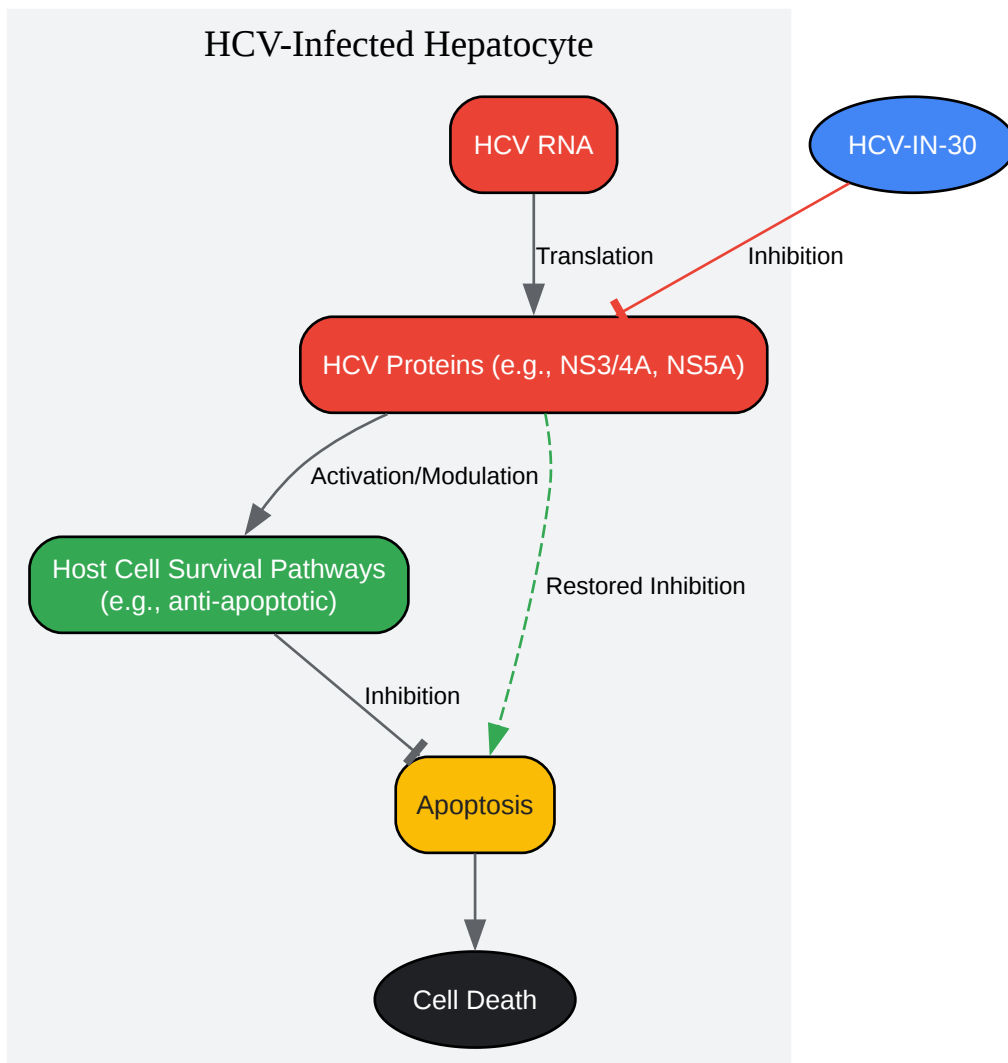 HCV-Infected Hepatocyte
HCV RNA
HCV-IN-30
Translation
Inhibition
HCV Proteins (e.g., NS3/4A, NS5A)
Activation/Modulation
Host Cell Survival Pathways
(e.g., anti-apoptotic)
Restored Inhibition
Inhibition
Apoptosis
Cell Death